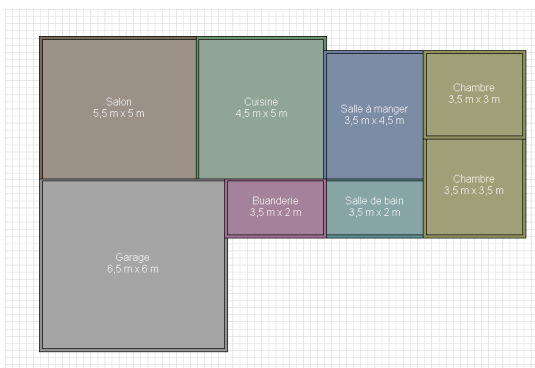 Salon
5,5 m x 5 m
Cuisine
4,5 m x 5 m
Salle à manger
3,5 m x 4,5 m
Chambre
3,5 m x 3 m
Chambre
3,5 m x 3,5 m
Buanderie
3,5 m x 2 m
Salle de bain
3,5 m x 2 m
Garage
6,5 m x 6 m